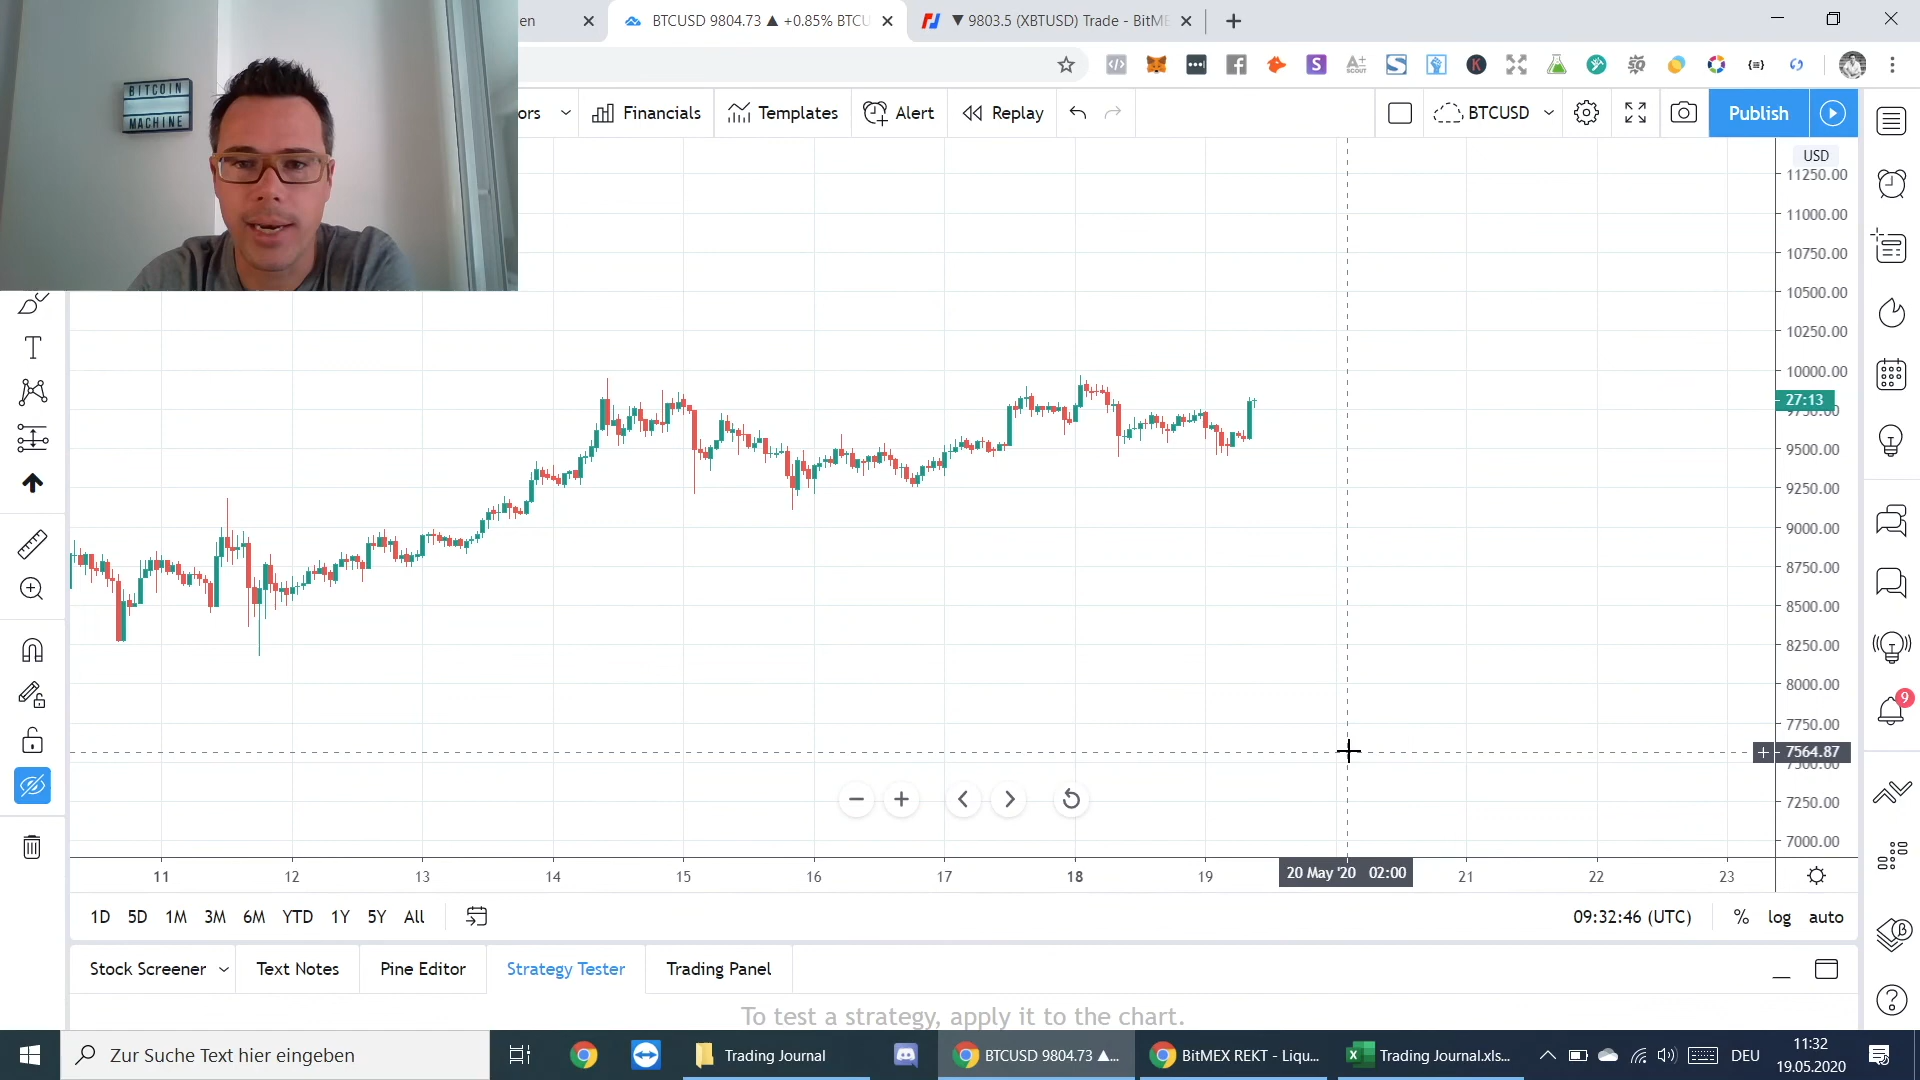 en
BTCUSD 9804.73 ▲ +0.85% BTCU
▼ 9803.5 (XBTUSD) Trade - BitME
BITCOIN
MACHINE
ors
Financials
Templates
Alert
Replay
BTCUSD
Publish
USD
11250.00
11000.00
10750.00
10500.00
10250.00
10000.00
27:13
9750.00
9500.00
9250.00
9000.00
8750.00
8500.00
8250.00
8000.00
7750.00
7564.87
7500.00
7250.00
7000.00
9
11 12 13 14 15 16 17 18 19 20 May '20 02:00 21 22 23
1D 5D 1M 3M 6M YTD 1Y 5Y All
09:32:46 (UTC) % log auto
Stock Screener Text Notes Pine Editor Strategy Tester Trading Panel
To test a strategy, apply it to the chart.
Zur Suche Text hier eingeben
Trading Journal
BTCUSD 9804.73 ▲...
BitMEX REKT - Liqu...
Trading Journal.xls...
DEU
11:32
19.05.2020